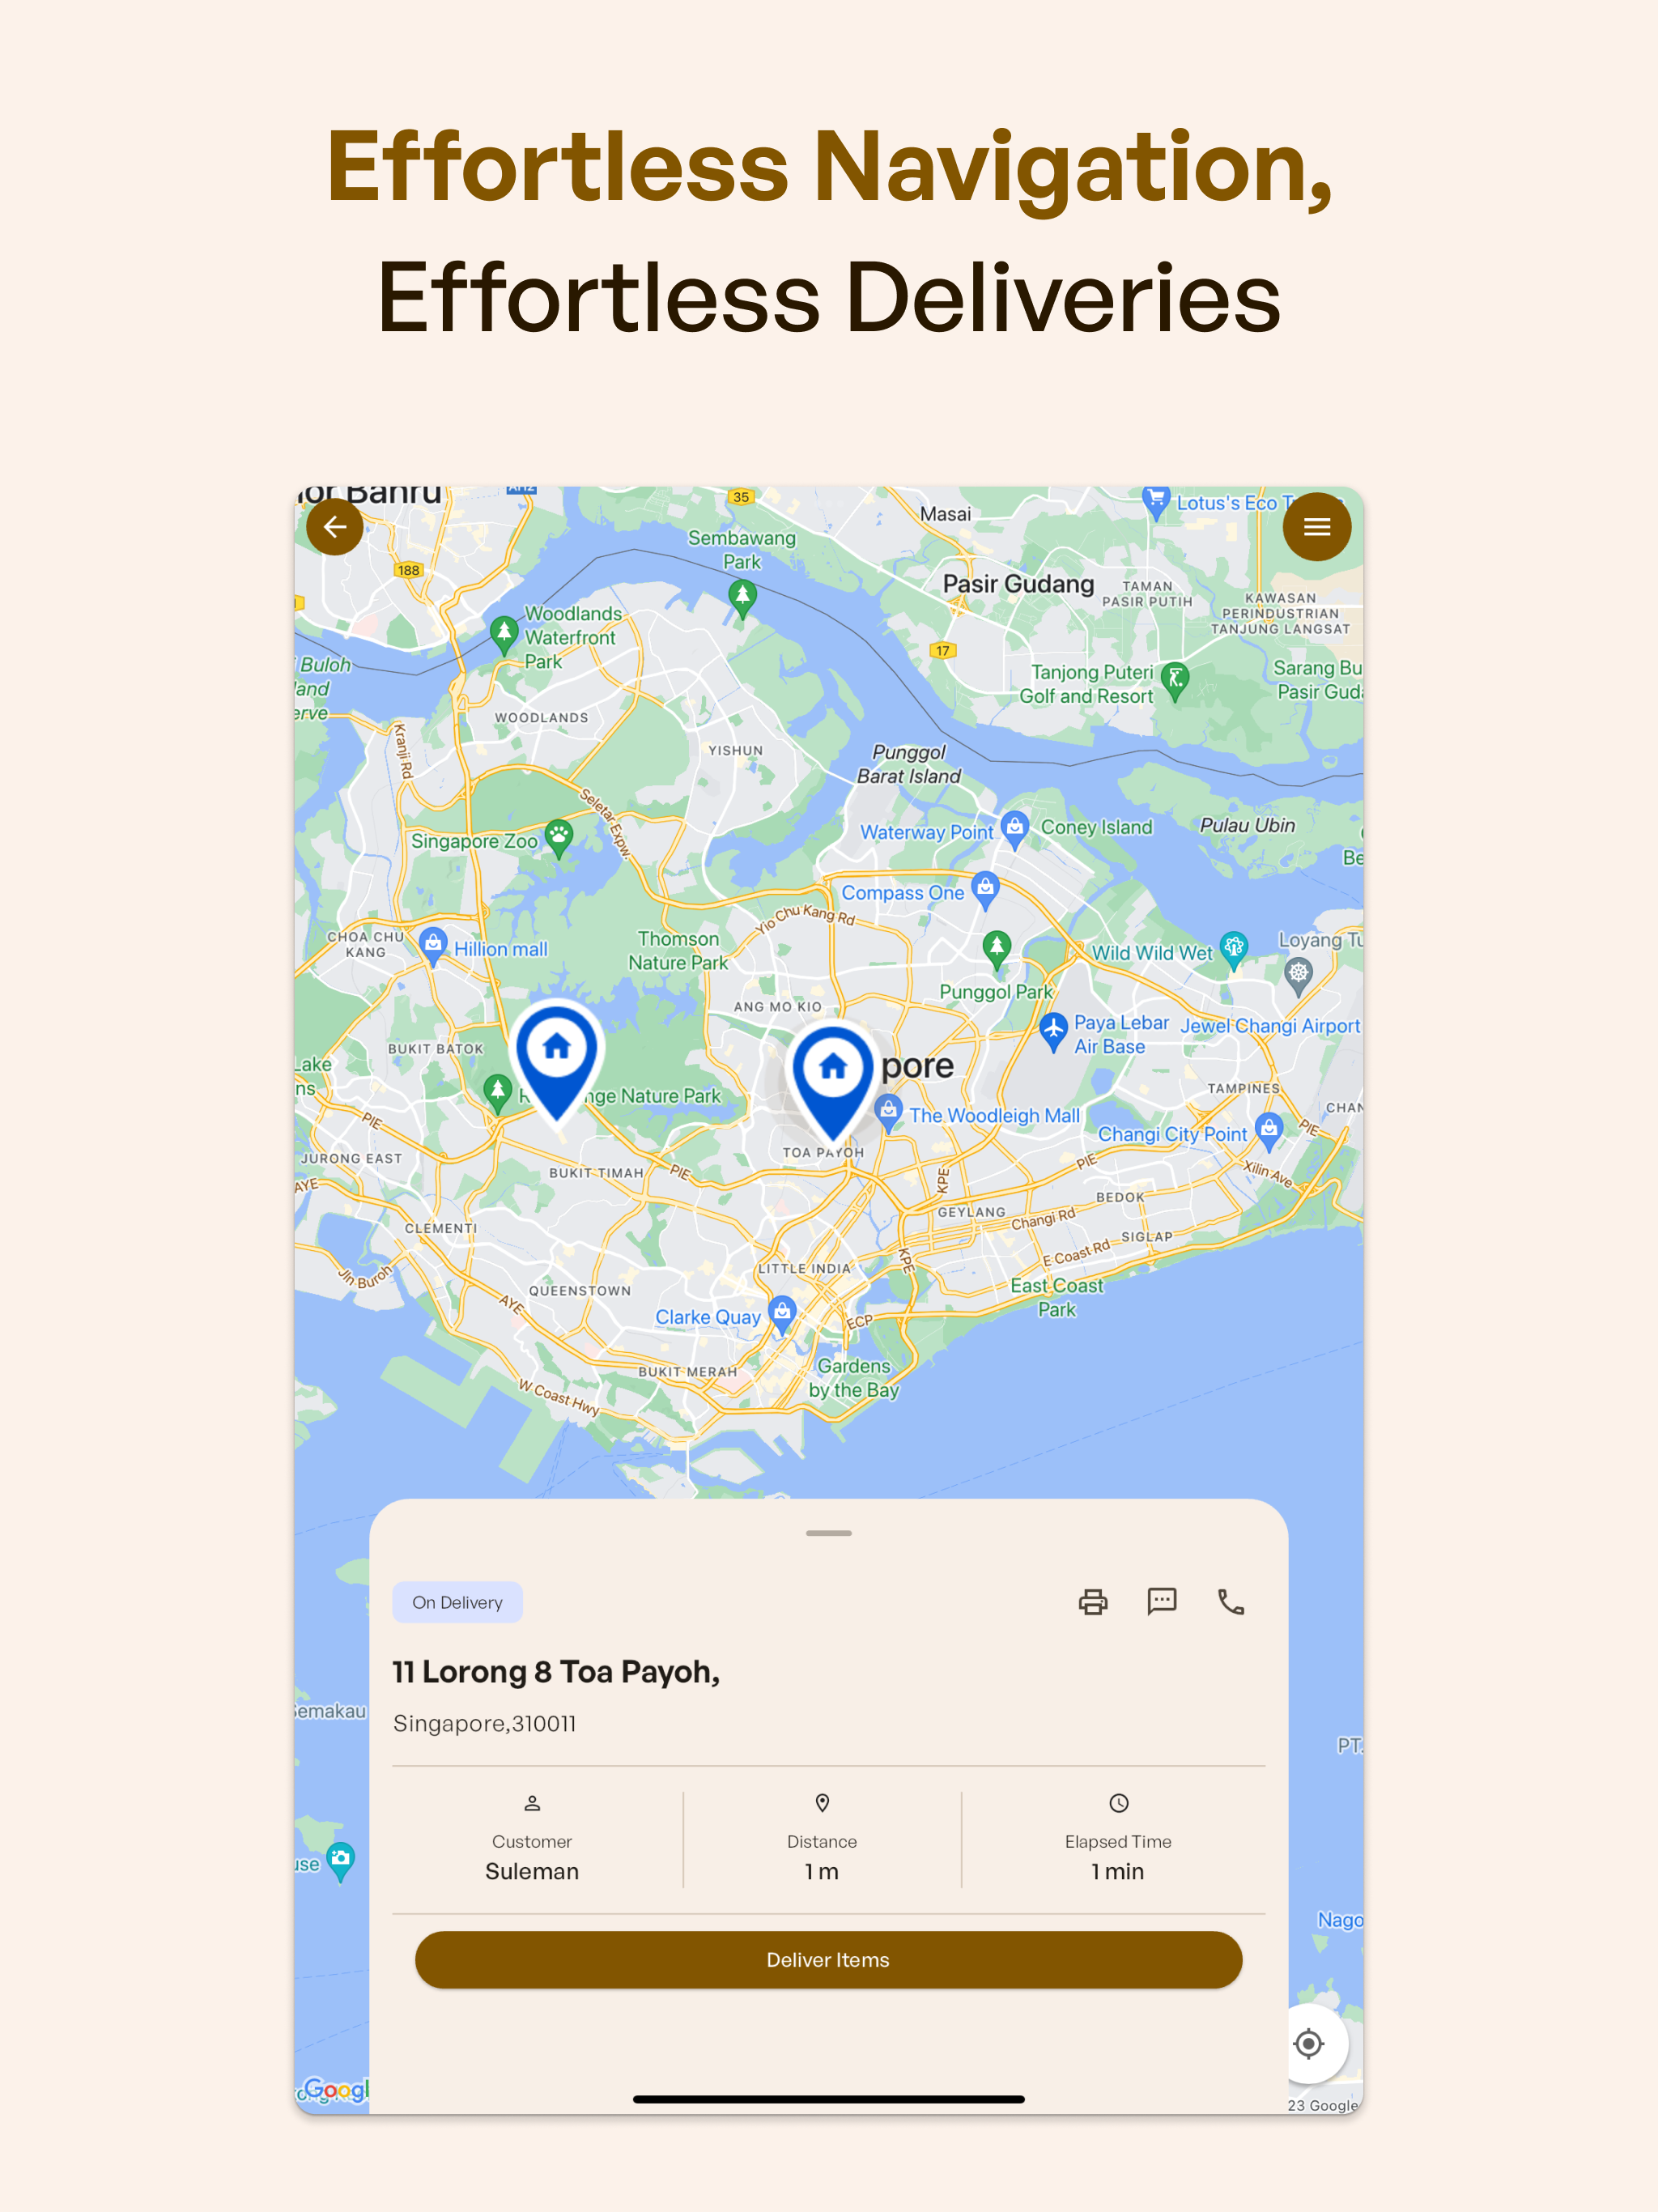 Effortless Navigation,
Effortless Deliveries
Bahru
35
Masai
Lotus's Eco
188
Sembawang
Park
Pasir Gudang
TAMAN
PASIR PUTIH
KAWASAN
PERINDUSTRIAN
TANJUNG LANGSAT
Woodlands
Waterfront
Park
17
Buloh
Tanjong Puteri
Golf and Resort
Sarang Bu
Pasir Guda
land
erve
WOODLANDS
Kranji Rd
YISHUN
Punggol
Barat Island
Seletar Expw.
Singapore Zoo
Waterway Point
Coney Island
Pulau Ubin
Be
Compass One
Yio Chu Kang Rd
CHOA CHU
KANG
Hillion mall
Thomson
Nature Park
Wild Wild Wet
Loyang Tu
Punggol Park
ANG MO KIO
Paya Lebar
Air Base
Jewel Changi Airport
BUKIT BATOK
Lake
ns
pore
TAMPINES
nge Nature Park
The Woodleigh Mall
CHAN
Changi City Point
PIE
PIE
JURONG EAST
TOA PAYOH
BUKIT TIMAH
PIE
PIE
Xilin Ave
AYE
KPE
BEDOK
CLEMENTI
GEYLANG
Changi Rd
SIGLAP
E Coast Rd
KPE
Jln Buroh
LITTLE INDIA
QUEENSTOWN
AYE
East Coast
Park
Clarke Quay
ECP
BUKIT MERAH
Gardens
by the Bay
W Coast Hwy
On Delivery
11 Lorong 8 Toa Payoh,
Singapore,310011
Semakau
PT.
Customer
Distance
Elapsed Time
Suleman
1 m
1 min
use
Nago
Deliver Items
Googl
23 Google